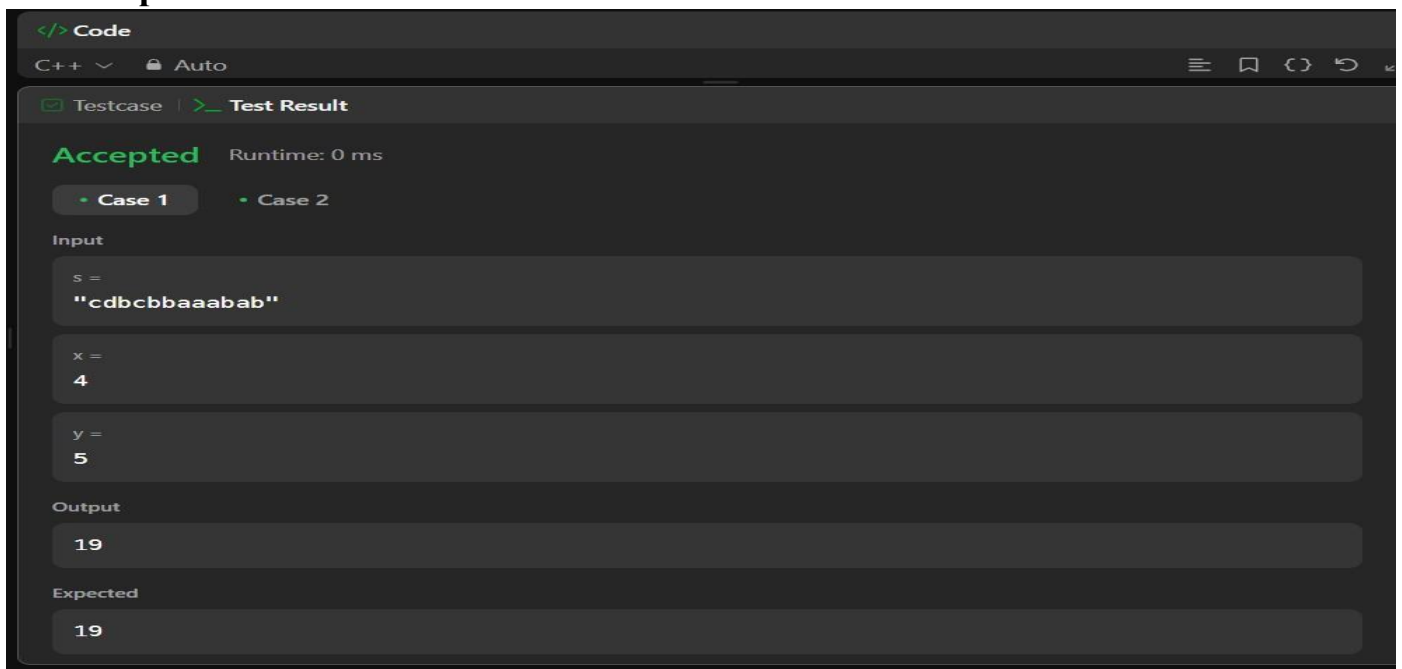 </> Code
C++ Auto
Testcase | >_ Test Result
Accepted Runtime: 0 ms
• Case 1 • Case 2
Input
s =
"cdbcbbaaabab"
x =
4
y =
5
Output
19
Expected
19